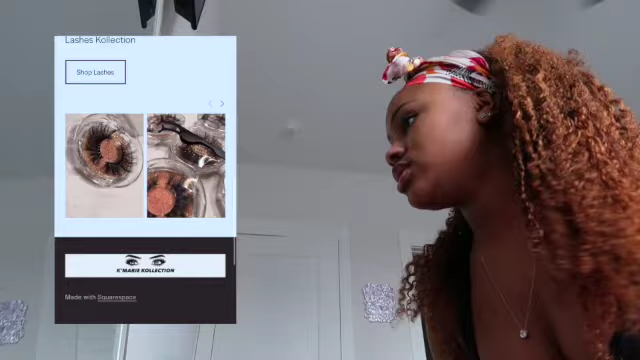 Lashes Kollection
Shop Lashes
K'MARIE KOLLECTION
Made with Squarespace